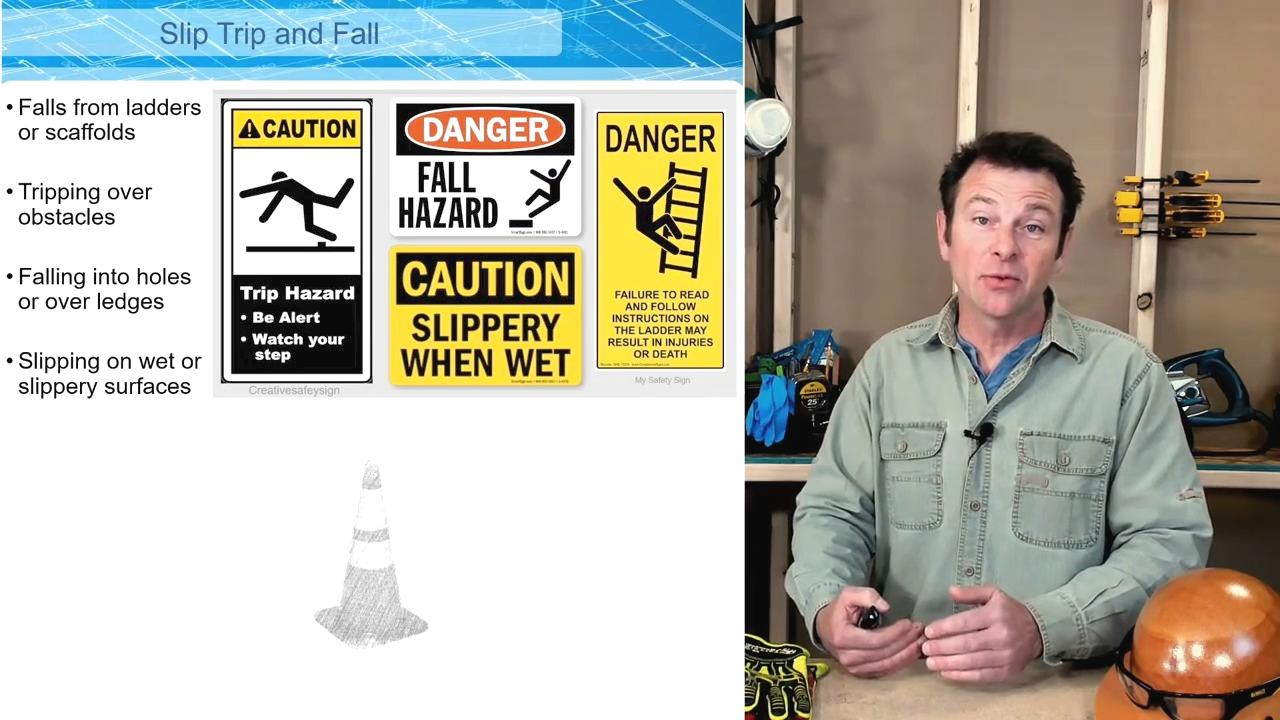 Slip Trip and Fall
• Falls from ladders
or scaffolds
• Tripping over
obstacles
• Falling into holes
or over ledges
• Slipping on wet or
slippery surfaces
CAUTION
Trip Hazard
• Be Alert
• Watch your
step
Creativesafeysign
DANGER
FALL
HAZARD
CAUTION
SLIPPERY
WHEN WET
DANGER
FAILURE TO READ
AND FOLLOW
INSTRUCTIONS ON
THE LADDER MAY
RESULT IN INJURIES
OR DEATH
My Safety Sign
STANLEY
PowerLock
25'